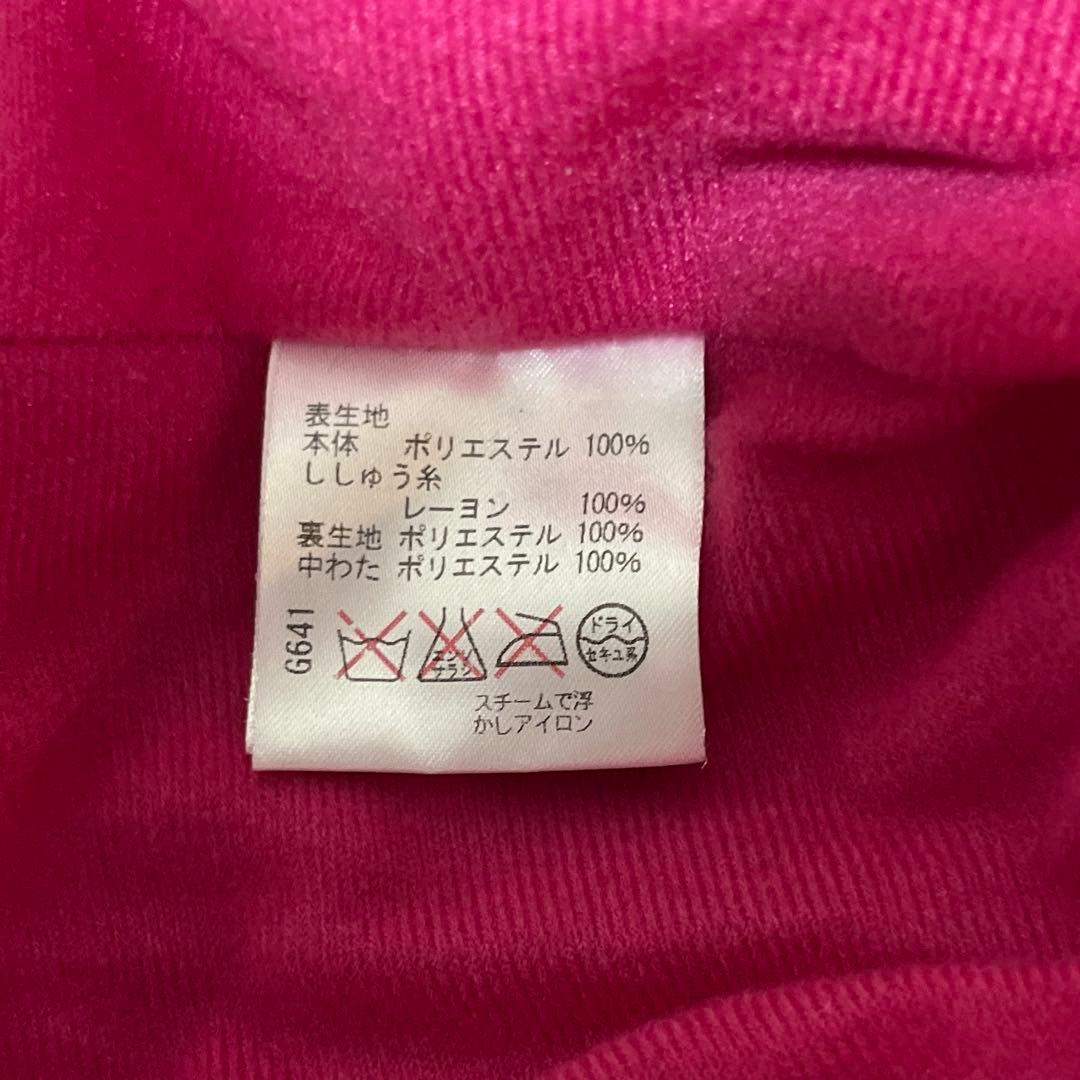 表生地
本体 ポリエステル 100%
ししゅう糸
レーヨン 100%
裏生地 ポリエステル 100%
中わた ポリエステル 100%
G641
エンソ
サラシ
ドライ
セキユ系
スチームで浮
かしアイロン